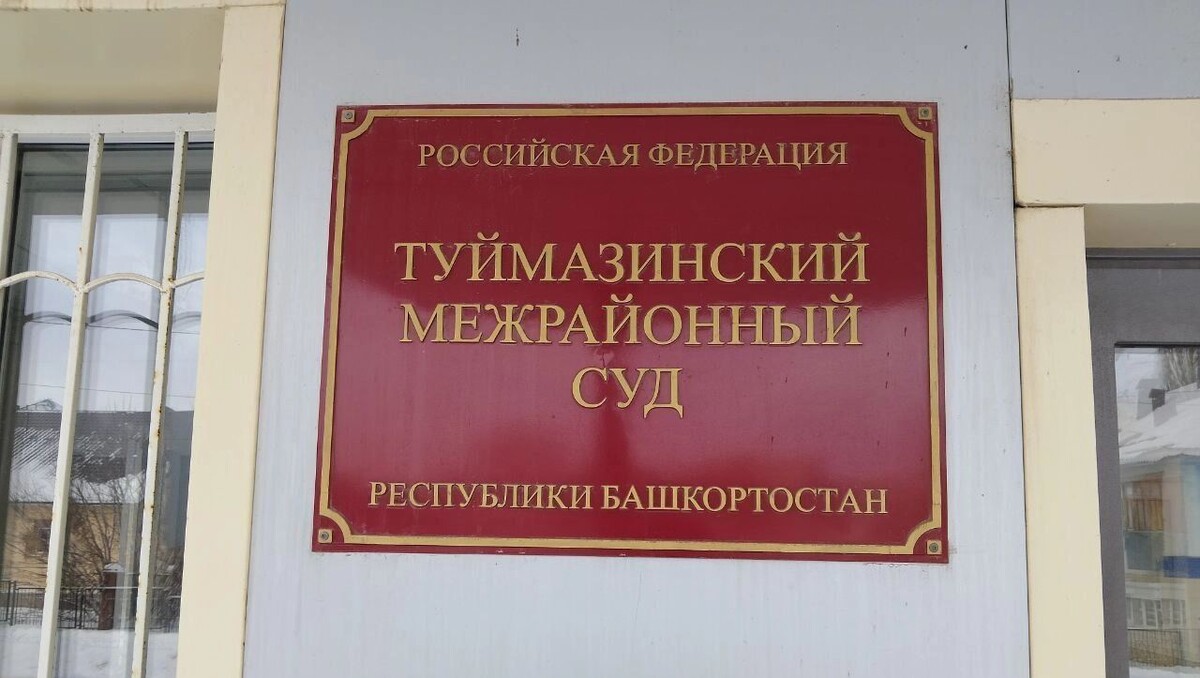 РОССИЙСКАЯ ФЕДЕРАЦИЯ
ТУЙМАЗИНСКИЙ
МЕЖРАЙОННЫЙ
СУД
РЕСПУБЛИКИ БАШКОРТОСТАН